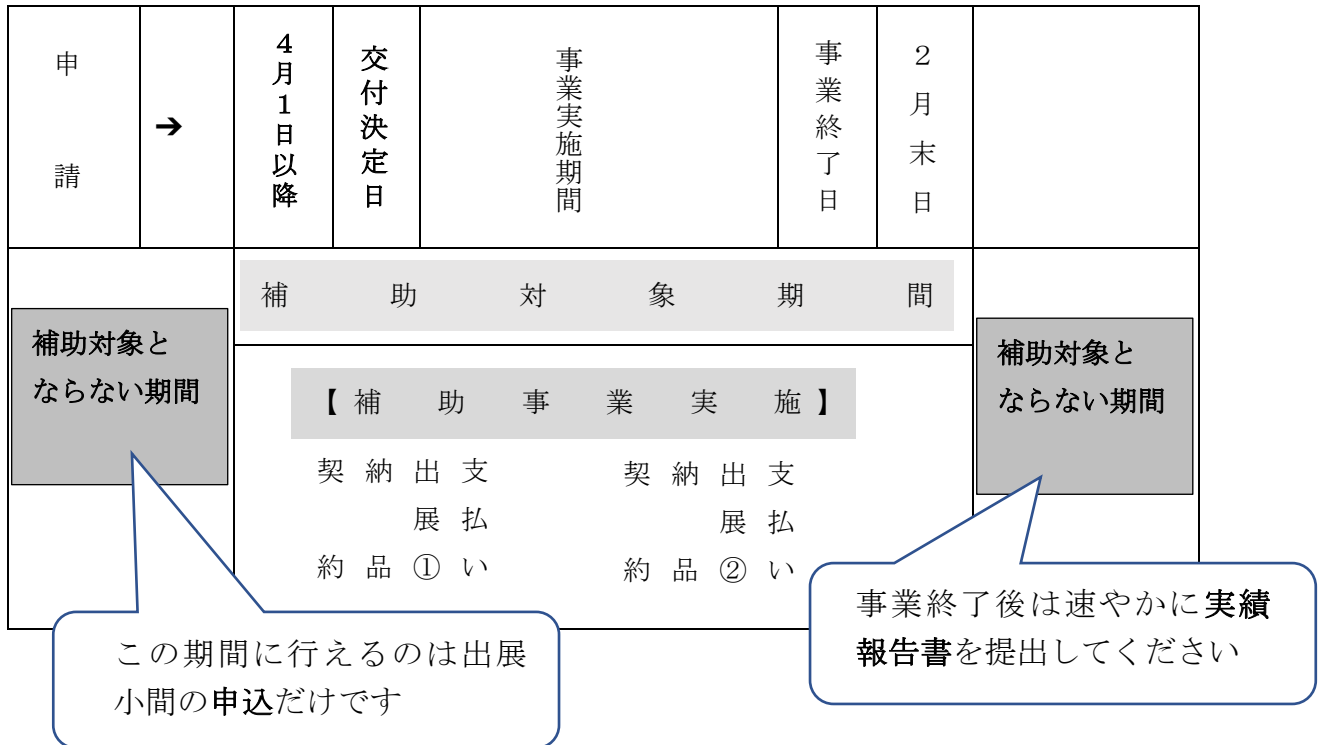 申請
➔
４月１日以降
交付決定日
事業実施期間
事業終了日
２月末日
補助対象期間
補助対象と
ならない期間
補助対象と
ならない期間
【補助事業実施】
契約
納品
出展①
支払い
契約
納品
出展②
支払い
この期間に行えるのは出展
小間の申込だけです
事業終了後は速やかに実績
報告書を提出してください